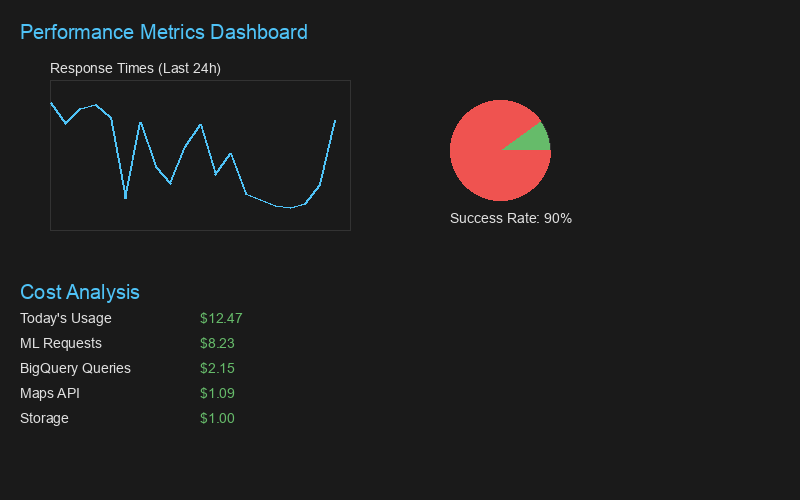 Performance Metrics Dashboard
Response Times (Last 24h)
Success Rate: 90%
Cost Analysis
Today's Usage $12.47
ML Requests $8.23
BigQuery Queries $2.15
Maps API $1.09
Storage $1.00